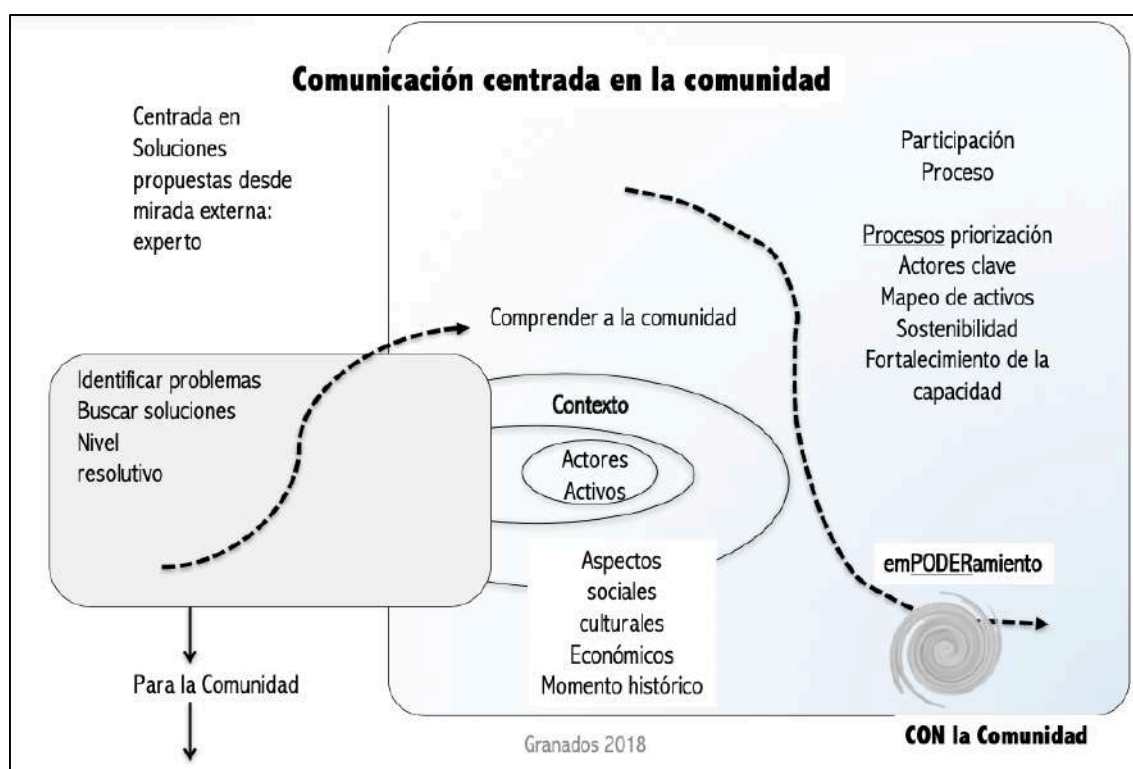 Comunicación centrada en la comunidad
Centrada en
Soluciones
propuestas desde
mirada externa:
experto
Participación
Proceso
Procesos priorización
Actores clave
Mapeo de activos
Sostenibilidad
Fortalecimiento de la
capacidad
Comprender a la comunidad
Identificar problemas
Buscar soluciones
Nivel
resolutivo
Contexto
Actores
Activos
Aspectos
sociales
culturales
Económicos
Momento histórico
emPODERamiento
Para la Comunidad
CON la Comunidad
Granados 2018